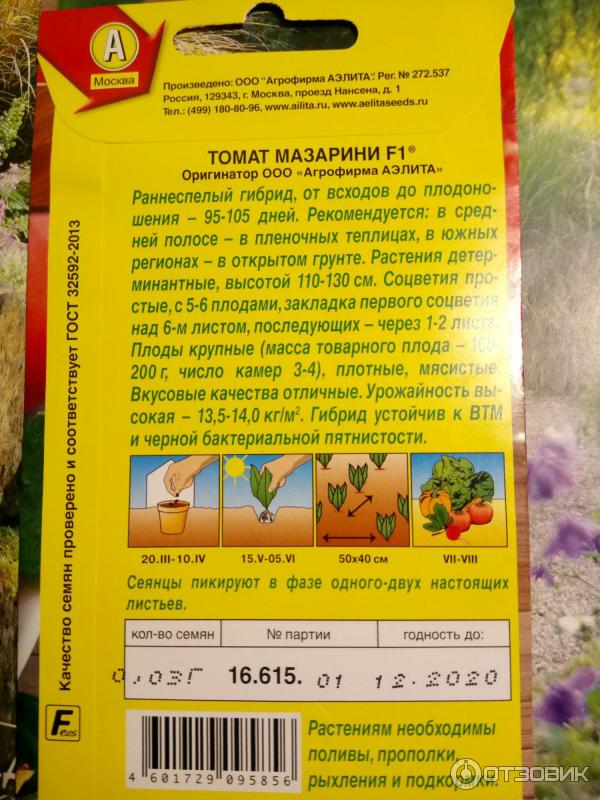 А
Москва
Произведено: ООО "Агрофирма АЭЛИТА". Рег. № 272.537
Россия, 129343, г. Москва, проезд Нансена, д. 1
Тел.: (499) 180-80-96, www.ailita.ru, www.aelitaseeds.ru
ТОМАТ МАЗАРИНИ F1®
Оригинатор ООО «Агрофирма АЭЛИТА»
Раннеспелый гибрид, от всходов до плодоно-
шения – 95-105 дней. Рекомендуется: в сред-
ней полосе – в пленочных теплицах, в южных
регионах – в открытом грунте. Растения детер-
минантные, высотой 110-130 см. Соцветия про-
стые, с 5-6 плодами, закладка первого соцветия
над 6-м листом, последующих – через 1-2 листа.
Плоды крупные (масса товарного плода – 160-
200 г, число камер 3-4), плотные, мясистые.
Вкусовые качества отличные. Урожайность вы-
сокая – 13,5-14,0 кг/м². Гибрид устойчив к ВТМ
и черной бактериальной пятнистости.
20.III-10.IV
15.V-05.VI
50x40 см
VII-VIII
Сеянцы пикируют в фазе одного-двух настоящих
листьев.
кол-во семян № партии годность до:
0,03Г 16.615. 01 12.2020
4 601729 095856
Растениям необходимы
поливы, прополки,
рыхления и подкормки.
Качество семян проверено и соответствует ГОСТ 32592-2013
F rus
ОТЗОВИК